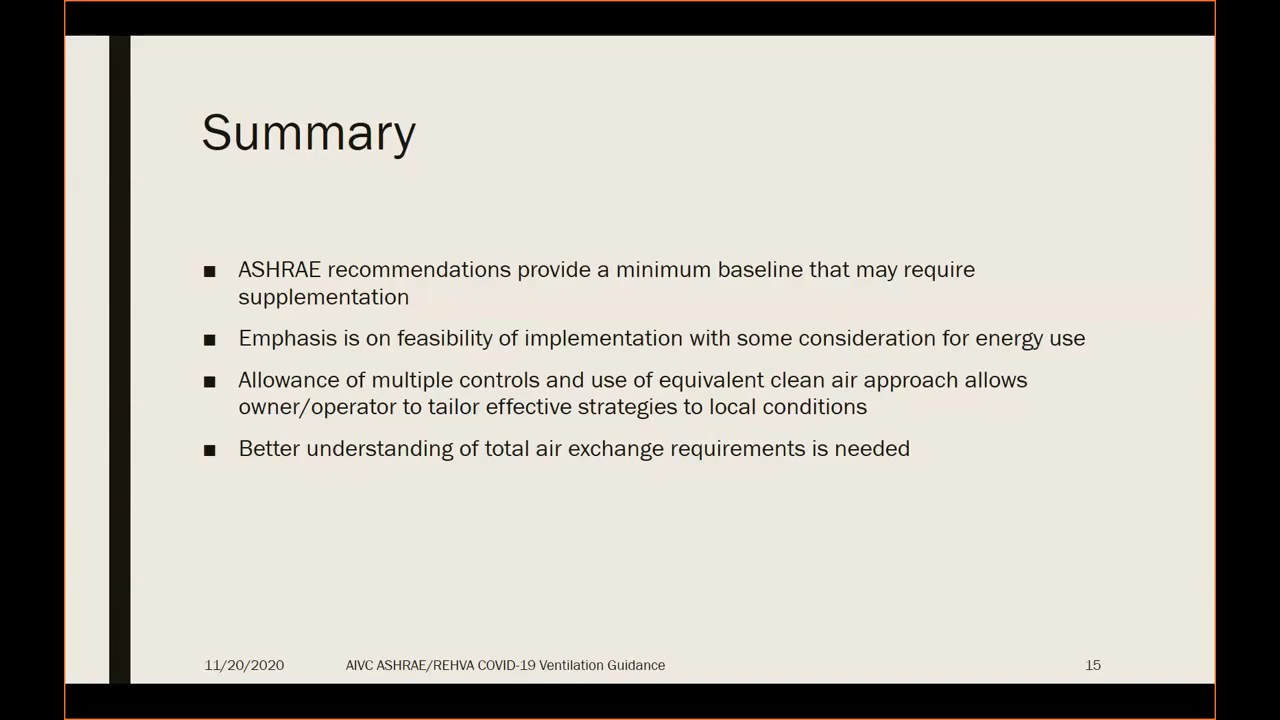 Summary
■ ASHRAE recommendations provide a minimum baseline that may require
supplementation
■ Emphasis is on feasibility of implementation with some consideration for energy use
■ Allowance of multiple controls and use of equivalent clean air approach allows
owner/operator to tailor effective strategies to local conditions
■ Better understanding of total air exchange requirements is needed
11/20/2020 AIVC ASHRAE/REHVA COVID-19 Ventilation Guidance 15